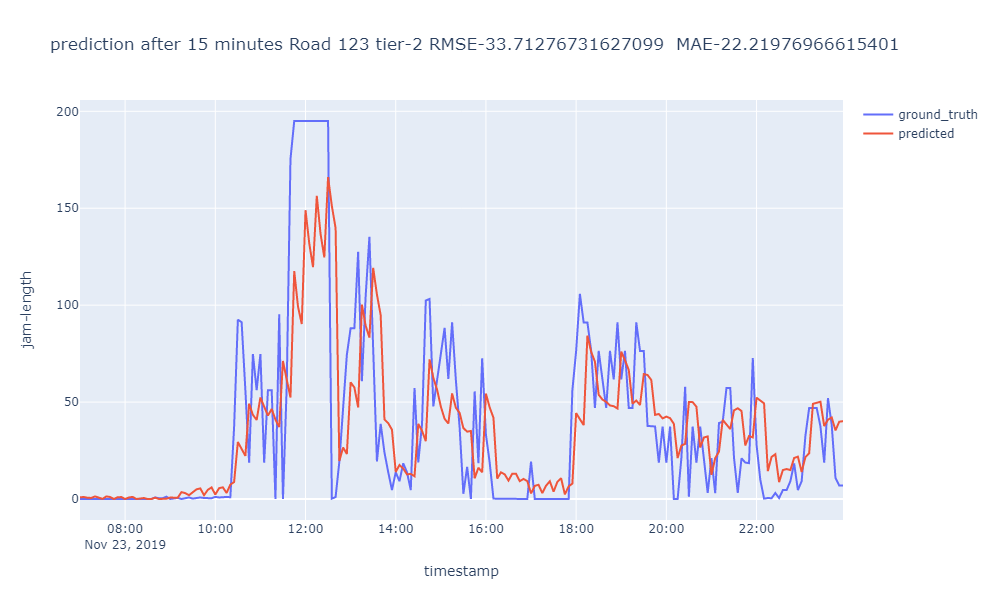 prediction after 15 minutes Road 123 tier-2 RMSE-33.71276731627099  MAE-22.21976966615401
200
150
100
50
0
jam-length
08:00
10:00
12:00
14:00
16:00
18:00
20:00
22:00
Nov 23, 2019
timestamp
ground_truth
predicted